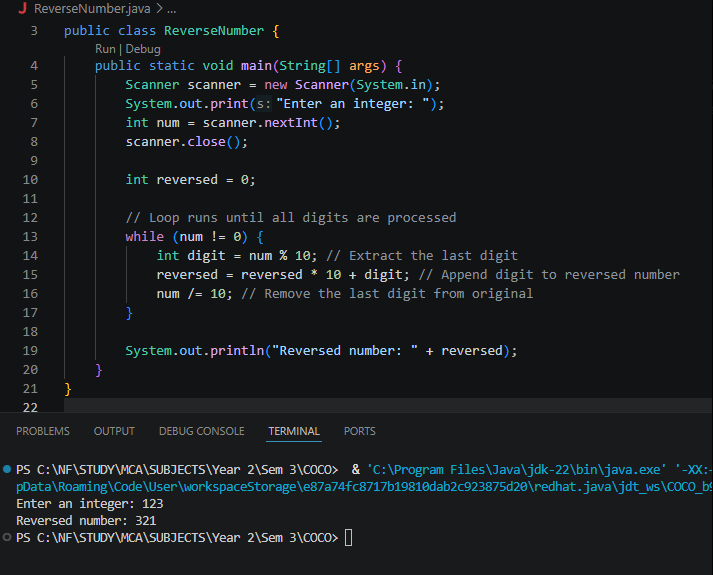 J ReverseNumber.java > ...
3 public class ReverseNumber {
Run | Debug
4 public static void main(String[] args) {
5 Scanner scanner = new Scanner(System.in);
6 System.out.print(s: "Enter an integer: ");
7 int num = scanner.nextInt();
8 scanner.close();
9
10 int reversed = 0;
11
12 // Loop runs until all digits are processed
13 while (num != 0) {
14 int digit = num % 10; // Extract the last digit
15 reversed = reversed * 10 + digit; // Append digit to reversed number
16 num /= 10; // Remove the last digit from original
17 }
18
19 System.out.println("Reversed number: " + reversed);
20 }
21 }
22
PROBLEMS OUTPUT DEBUG CONSOLE TERMINAL PORTS
PS C:\NF\STUDY\MCA\SUBJECTS\Year 2\Sem 3\COCO> & 'C:\Program Files\Java\jdk-22\bin\java.exe' '-XX:-
pData\Roaming\Code\User\workspaceStorage\e87a74fc8717b19810dab2c923875d20\redhat.java\jdt_ws\COCO_b9
Enter an integer: 123
Reversed number: 321
PS C:\NF\STUDY\MCA\SUBJECTS\Year 2\Sem 3\COCO>